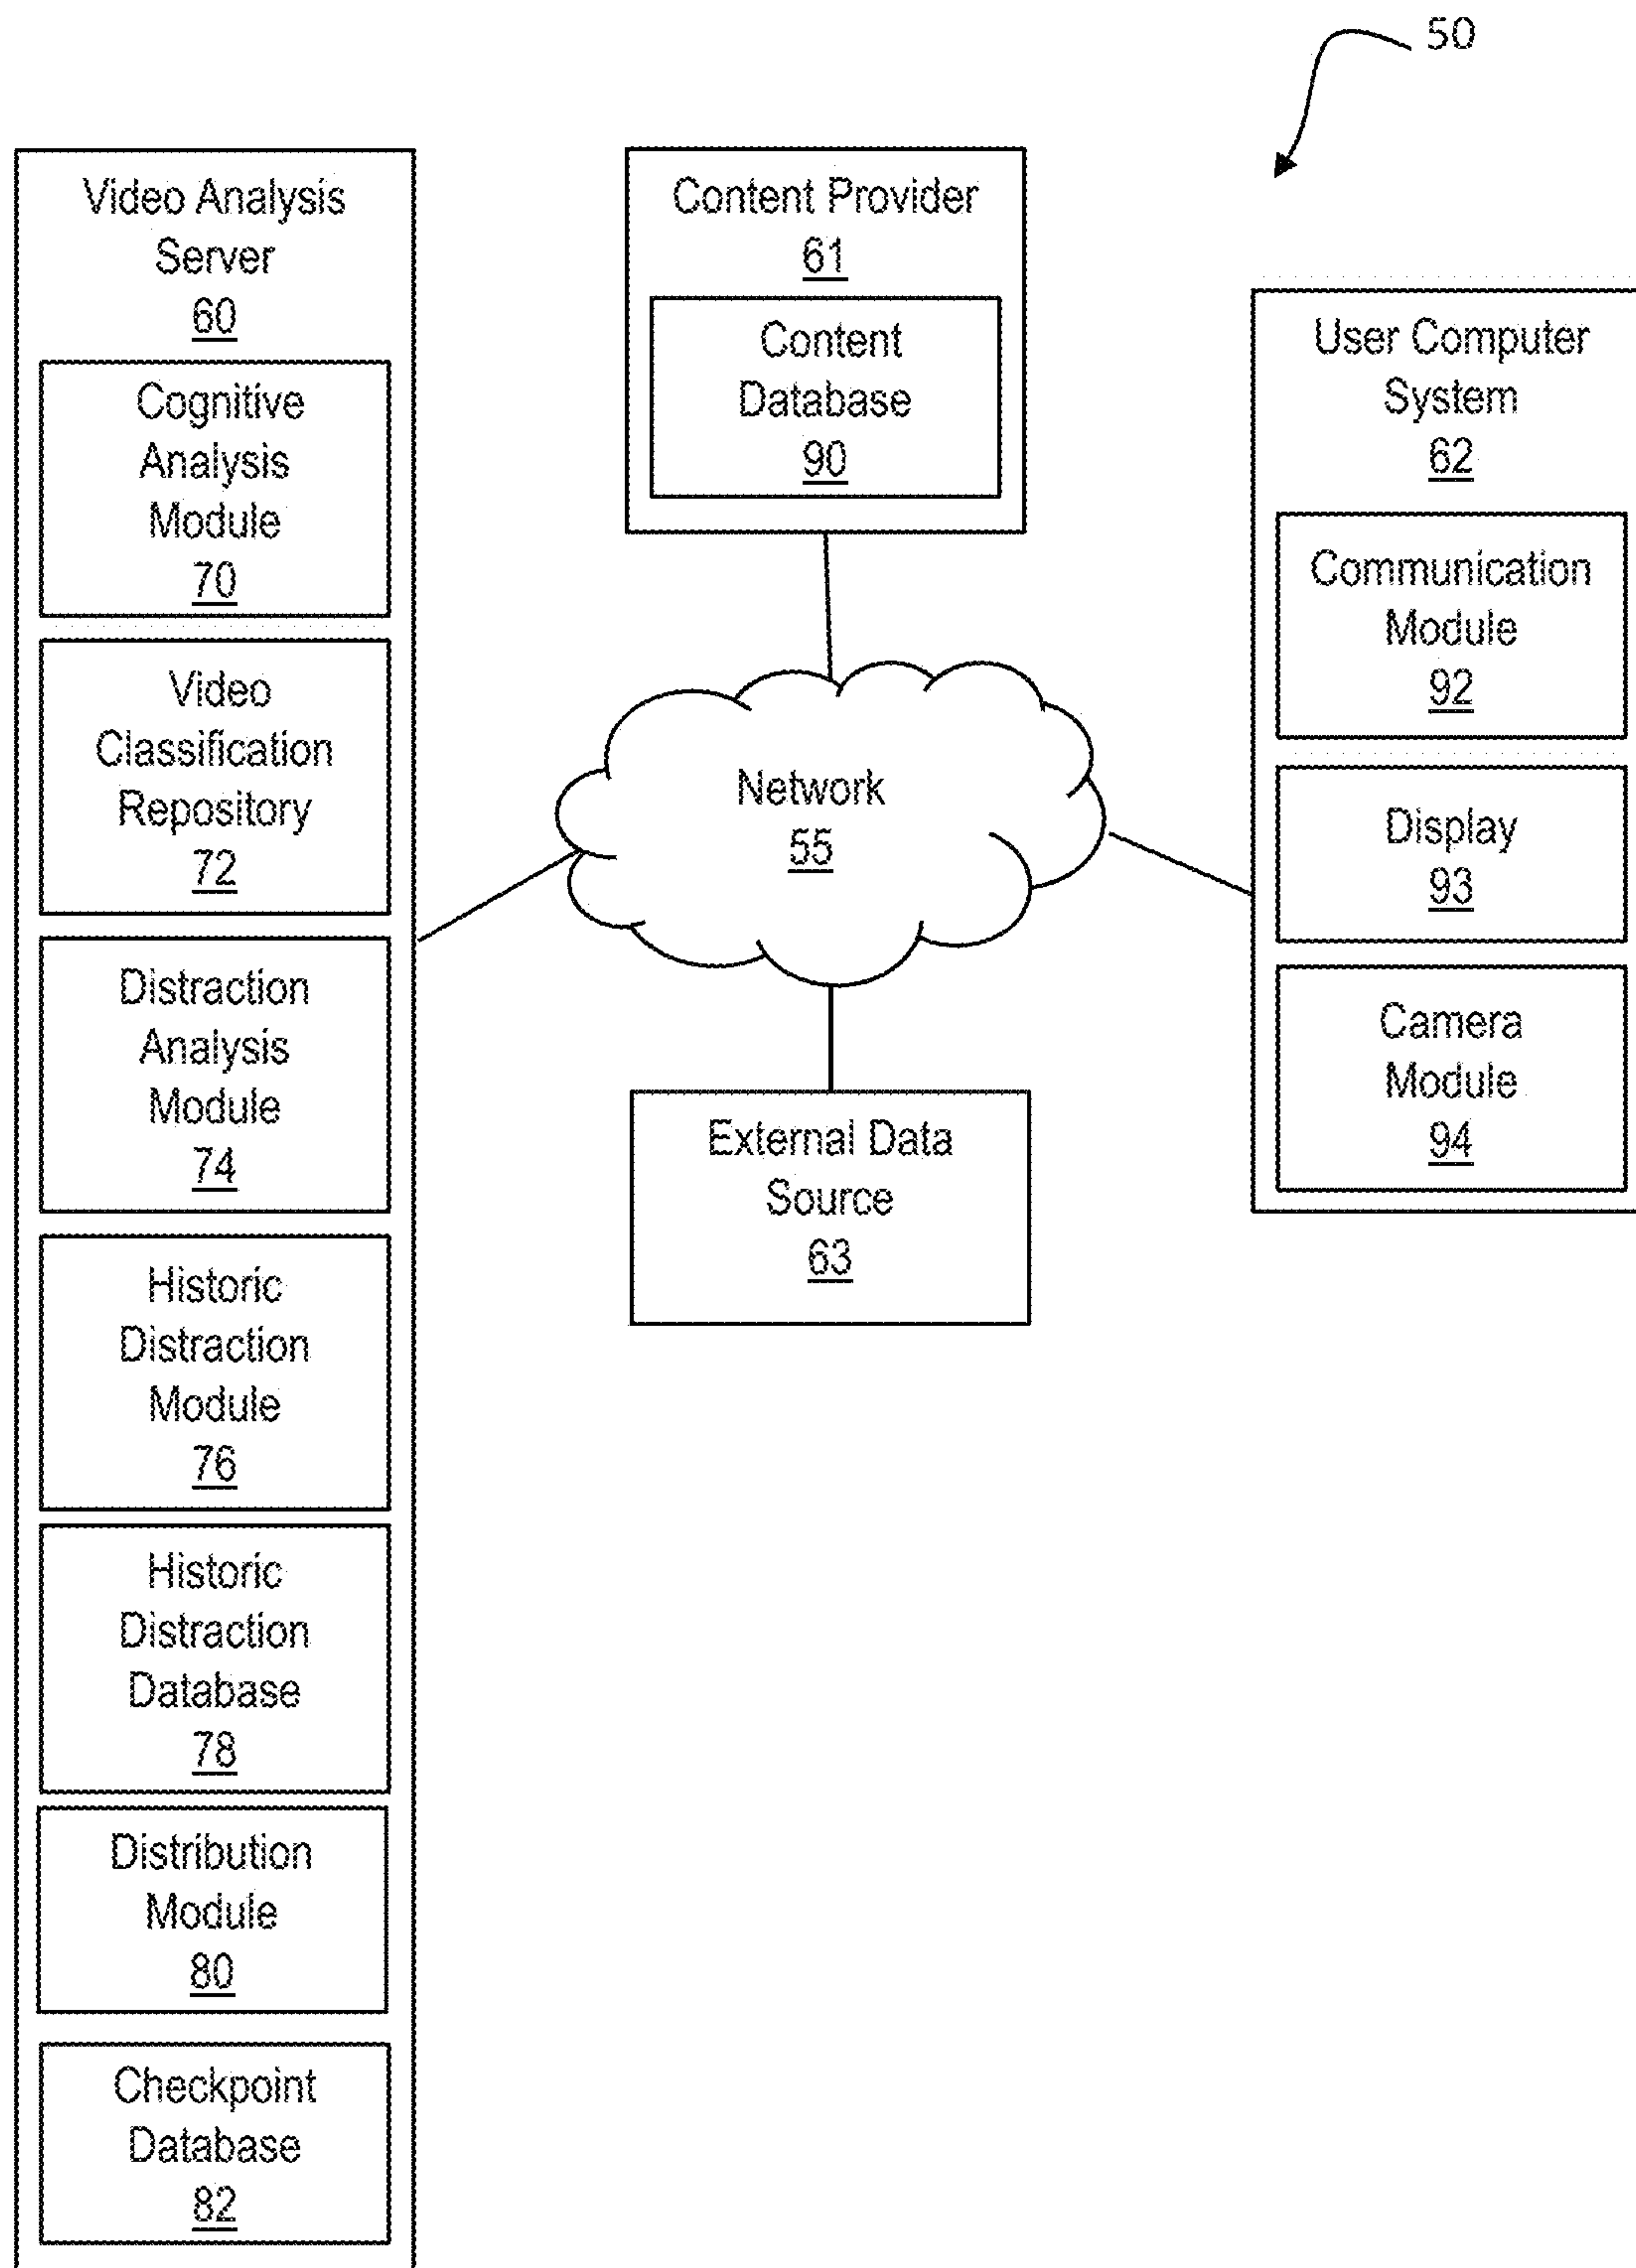 50
Video Analysis
Server
60
Cognitive
Analysis
Module
70
Video
Classification
Repository
72
Distraction
Analysis
Module
74
Historic
Distraction
Module
76
Historic
Distraction
Database
78
Distribution
Module
80
Checkpoint
Database
82
Content Provider
61
Content
Database
90
Network
55
External Data
Source
63
User Computer
System
62
Communication
Module
92
Display
93
Camera
Module
94